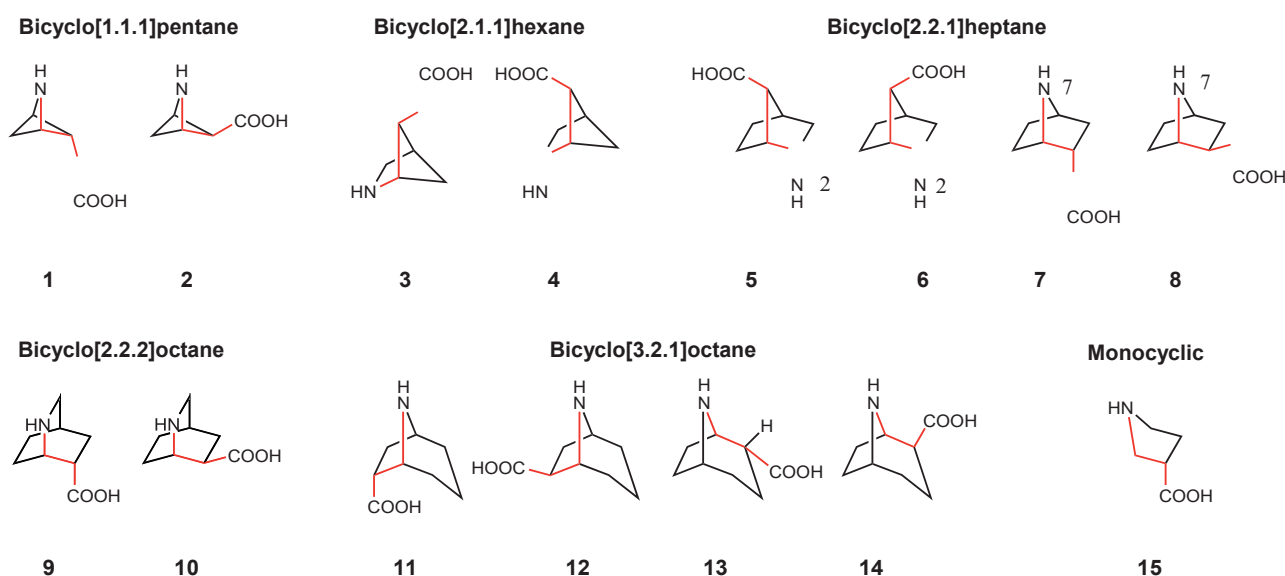 Bicyclo[1.1.1]pentane
Bicyclo[2.1.1]hexane
Bicyclo[2.2.1]heptane
H
N
COOH
1
H
N
COOH
2
COOH
HN
3
HOOC
HN
4
HOOC
N 2
H
5
COOH
N 2
H
6
H
N 7
COOH
7
H
N 7
COOH
8
Bicyclo[2.2.2]octane
Bicyclo[3.2.1]octane
Monocyclic
HN
COOH
9
HN
COOH
10
H
N
COOH
11
H
N
HOOC
12
H
N
H
COOH
13
H
N
COOH
14
HN
COOH
15